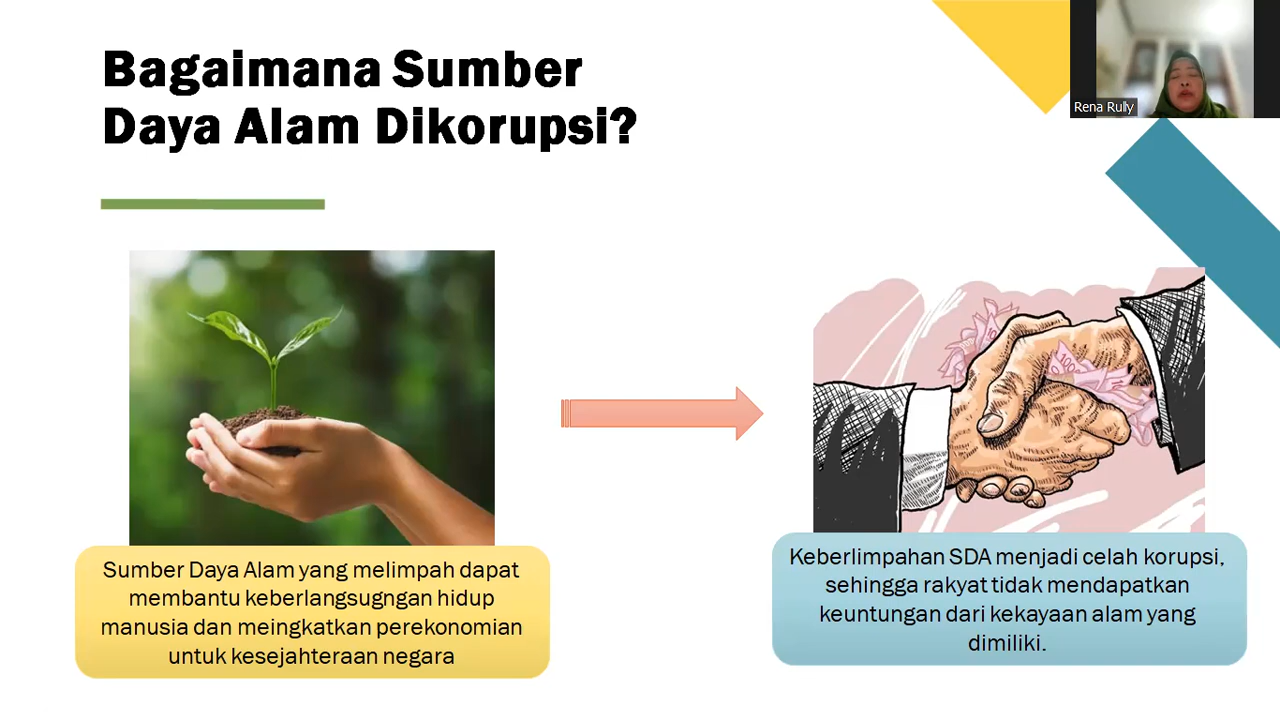 Bagaimana Sumber
Daya Alam Dikorupsi?
Rena Rully
Sumber Daya Alam yang melimpah dapat
membantu keberlangsugngan hidup
manusia dan meingkatkan perekonomian
untuk kesejahteraan negara
Keberlimpahan SDA menjadi celah korupsi,
sehingga rakyat tidak mendapatkan
keuntungan dari kekayaan alam yang
dimiliki.